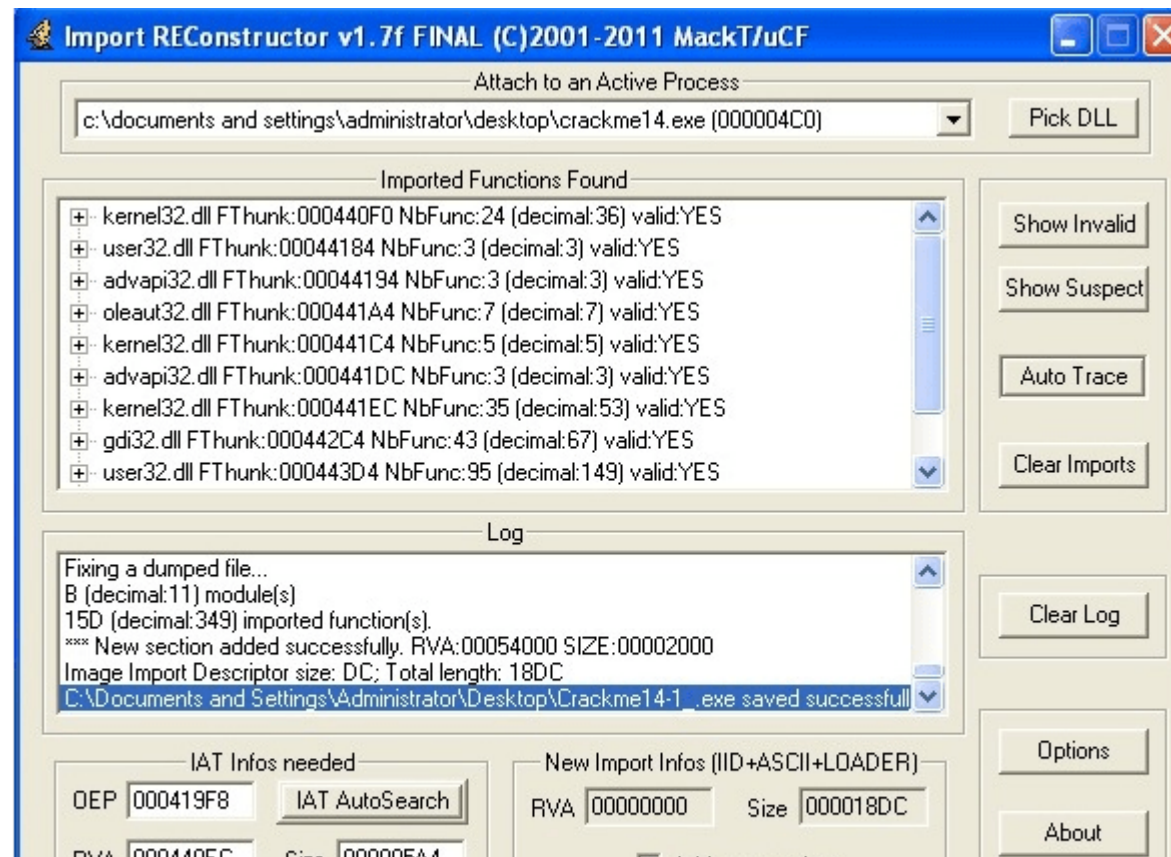 Import REConstructor v1.7f FINAL (C)2001-2011 MackT/uCF
Attach to an Active Process
c:\documents and settings\administrator\desktop\crackme14.exe (000004C0)
Pick DLL
Imported Functions Found
kernel32.dll FThunk:000440F0 NbFunc:24 (decimal:36) valid:YES
user32.dll FThunk:00044184 NbFunc:3 (decimal:3) valid:YES
advapi32.dll FThunk:00044194 NbFunc:3 (decimal:3) valid:YES
oleaut32.dll FThunk:000441A4 NbFunc:7 (decimal:7) valid:YES
kernel32.dll FThunk:000441C4 NbFunc:5 (decimal:5) valid:YES
advapi32.dll FThunk:000441DC NbFunc:3 (decimal:3) valid:YES
kernel32.dll FThunk:000441EC NbFunc:35 (decimal:53) valid:YES
gdi32.dll FThunk:000442C4 NbFunc:43 (decimal:67) valid:YES
user32.dll FThunk:000443D4 NbFunc:95 (decimal:149) valid:YES
Show Invalid
Show Suspect
Auto Trace
Clear Imports
Log
Fixing a dumped file...
B (decimal:11) module(s)
15D (decimal:349) imported function(s).
*** New section added successfully. RVA:00054000 SIZE:00002000
Image Import Descriptor size: DC; Total length: 18DC
C:\Documents and Settings\Administrator\Desktop\Crackme14-1_.exe saved successfull
Clear Log
IAT Infos needed
OEP 000419F8 IAT AutoSearch
RVA Size
New Import Infos (IID+ASCII+LOADER)
RVA 00000000 Size 000018DC
Options
About